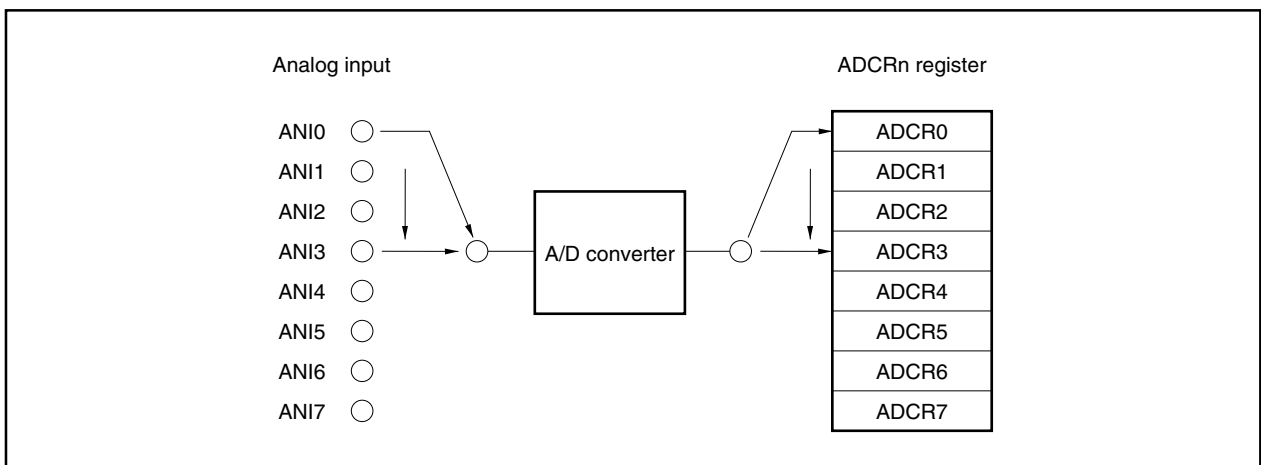 Analog input
ADCRn register
ANI0
ADCR0
ANI1
ADCR1
ANI2
ADCR2
ANI3
A/D converter
ADCR3
ANI4
ADCR4
ANI5
ADCR5
ANI6
ADCR6
ANI7
ADCR7